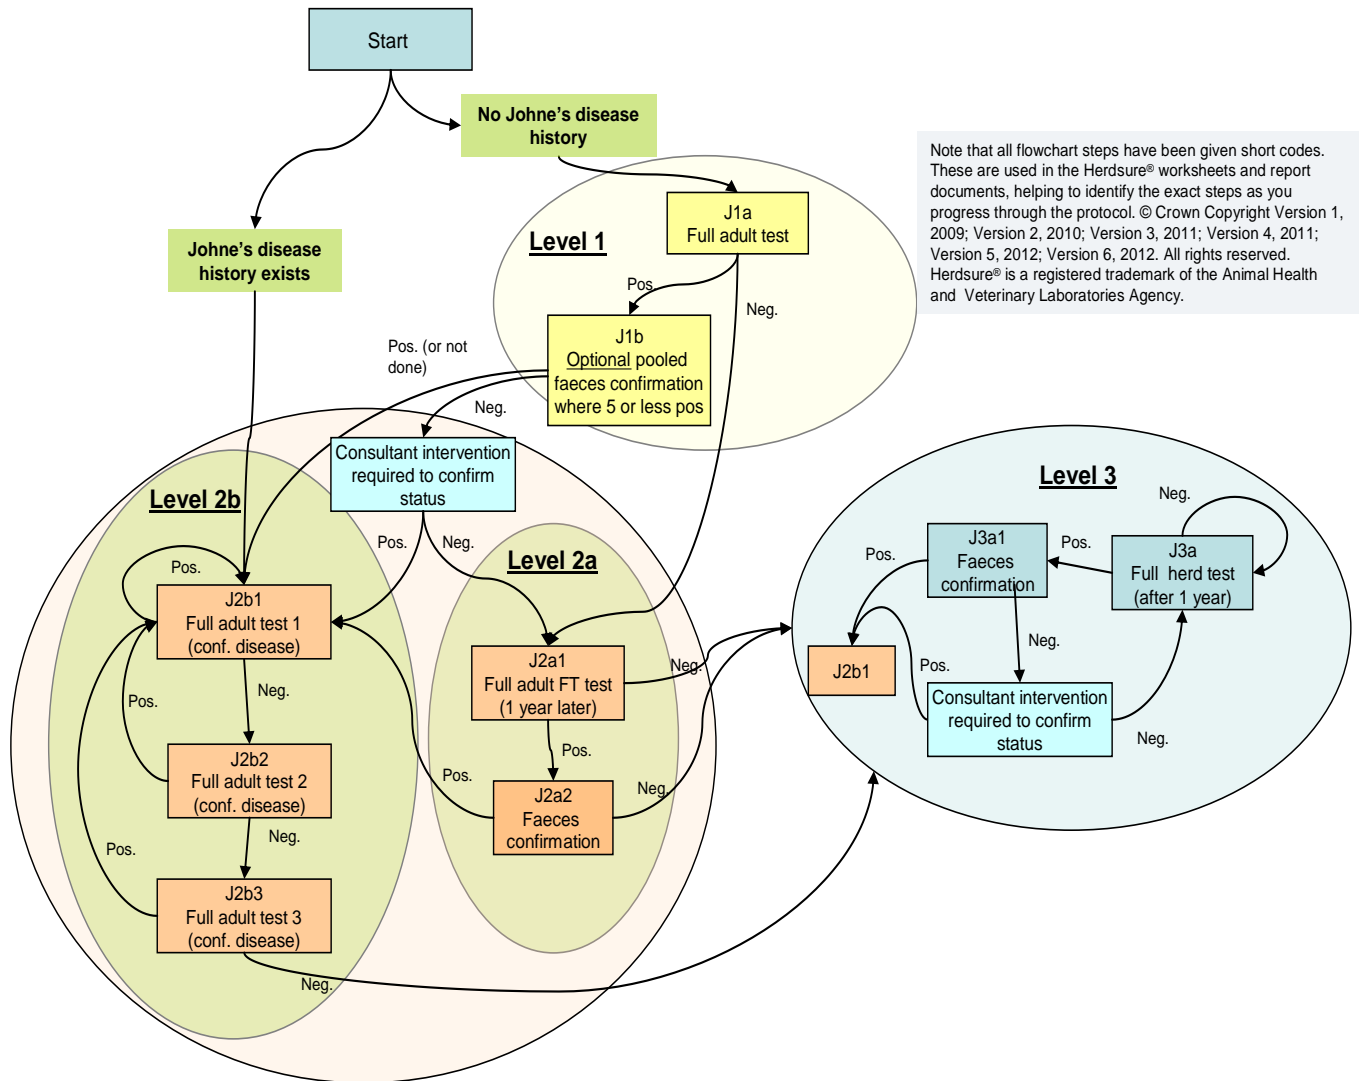 Start
No Johne's disease
history
Note that all flowchart steps have been given short codes.
These are used in the Herdsure® worksheets and report
documents, helping to identify the exact steps as you
progress through the protocol. © Crown Copyright Version 1,
2009; Version 2, 2010; Version 3, 2011; Version 4, 2011;
Version 5, 2012; Version 6, 2012. All rights reserved.
Herdsure® is a registered trademark of the Animal Health
and Veterinary Laboratories Agency.
Johne's disease
history exists
Level 1
J1a
Full adult test
Pos.
Neg.
J1b
Optional pooled
faeces confirmation
where 5 or less pos
Pos. (or not
done)
Neg.
Consultant intervention
required to confirm
status
Pos.
Neg.
Level 2b
Pos.
J2b1
Full adult test 1
(conf. disease)
Neg.
Pos.
J2b2
Full adult test 2
(conf. disease)
Neg.
Pos.
J2b3
Full adult test 3
(conf. disease)
Neg.
Level 2a
J2a1
Full adult FT test
(1 year later)
Neg.
Pos.
Pos.
J2a2
Faeces
confirmation
Neg.
Level 3
Neg.
J3a
Full herd test
(after 1 year)
Pos.
J3a1
Faeces
confirmation
Pos.
Neg.
J2b1
Pos.
Consultant intervention
required to confirm
status
Neg.